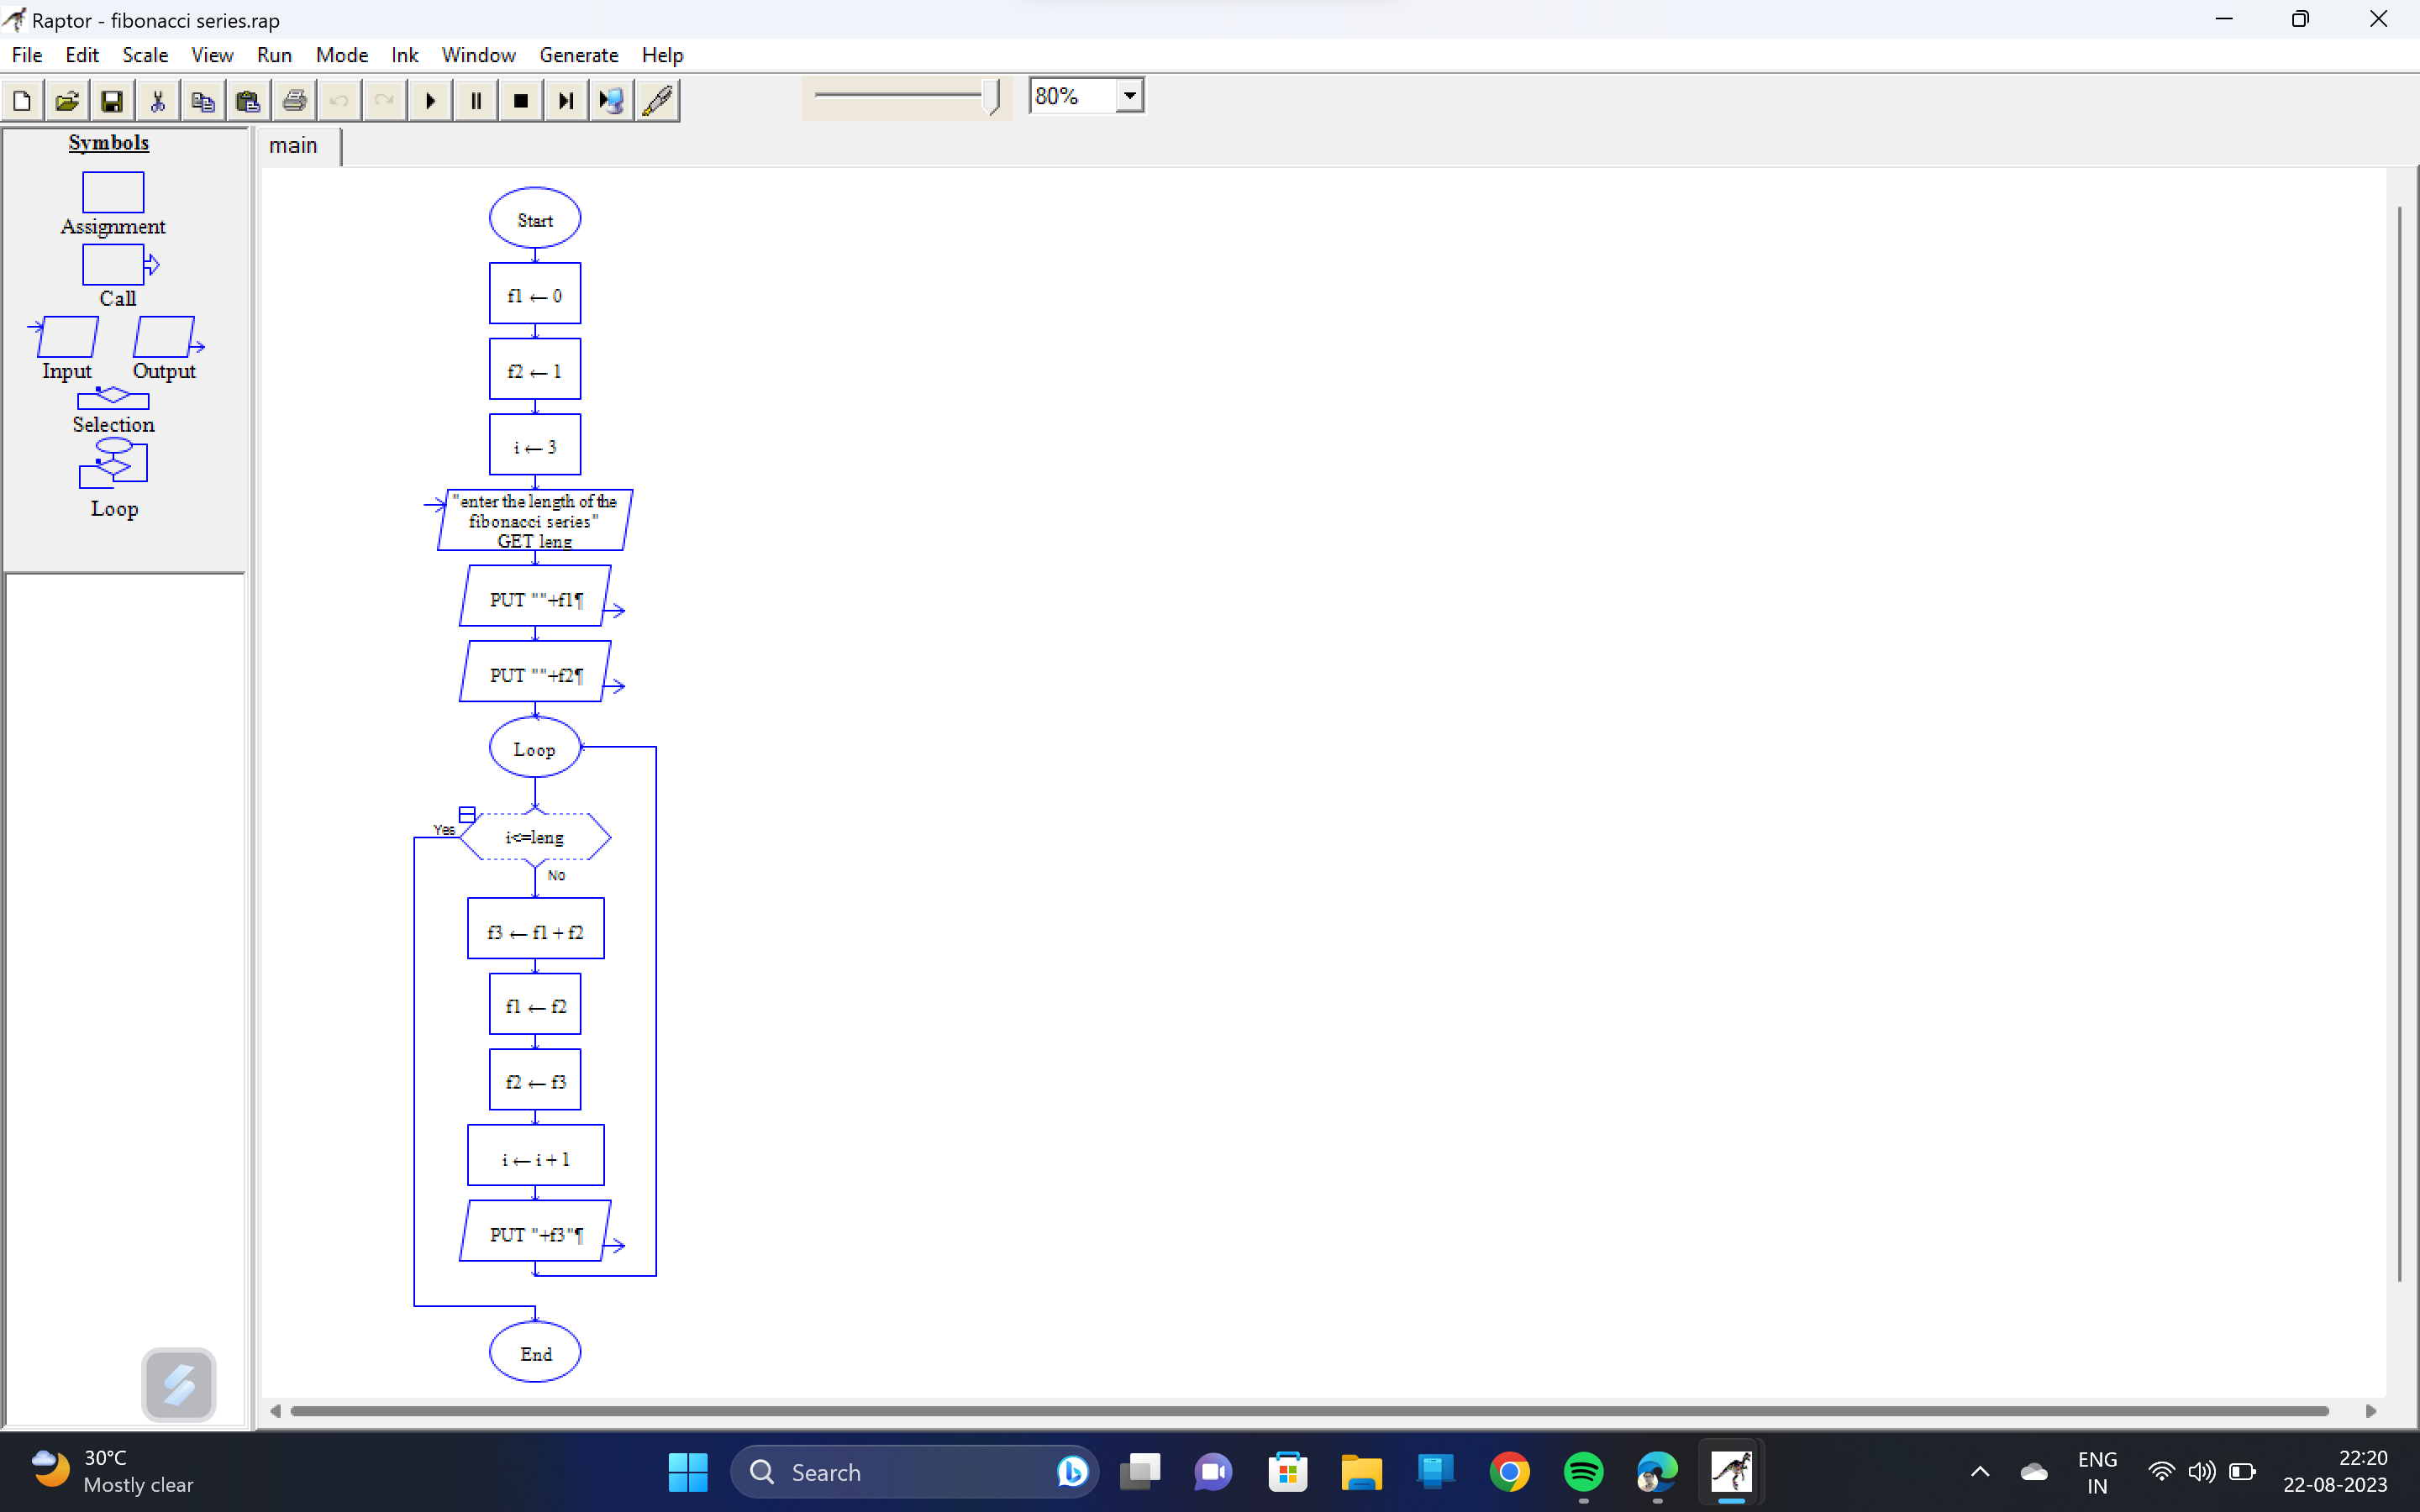 Raptor - fibonacci series.rap
File Edit Scale View Run Mode Ink Window Generate Help
80%
Symbols
Assignment
Call
Input Output
Selection
Loop
main
Start
f1 ← 0
f2 ← 1
i ← 3
"enter the length of the
fibonacci series"
GET leng
PUT ""+f1¶
PUT ""+f2¶
Loop
Yes
i<=leng
No
f3 ← f1 + f2
f1 ← f2
f2 ← f3
i ← i + 1
PUT "+f3"¶
End
30°C
Mostly clear
Search
ENG
IN
22:20
22-08-2023